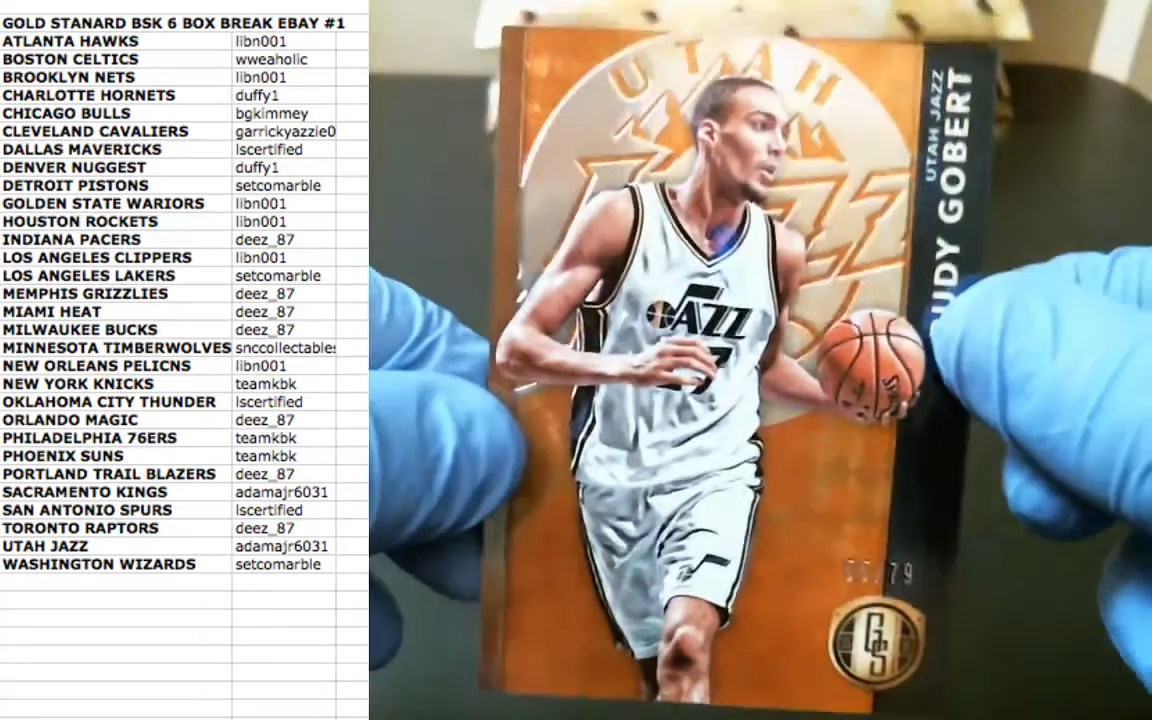 GOLD STANARD BSK 6 BOX BREAK EBAY #1
ATLANTA HAWKS libn001
BOSTON CELTICS wweaholic
BROOKLYN NETS libn001
CHARLOTTE HORNETS duffy1
CHICAGO BULLS bgkimmey
CLEVELAND CAVALIERS garrickyazzie0
DALLAS MAVERICKS lscertified
DENVER NUGGEST duffy1
DETROIT PISTONS setcomarble
GOLDEN STATE WARIORS libn001
HOUSTON ROCKETS libn001
INDIANA PACERS deez_87
LOS ANGELES CLIPPERS libn001
LOS ANGELES LAKERS setcomarble
MEMPHIS GRIZZLIES deez_87
MIAMI HEAT deez_87
MILWAUKEE BUCKS deez_87
MINNESOTA TIMBERWOLVES snccollectables
NEW ORLEANS PELICNS libn001
NEW YORK KNICKS teamkbk
OKLAHOMA CITY THUNDER lscertified
ORLANDO MAGIC deez_87
PHILADELPHIA 76ERS teamkbk
PHOENIX SUNS teamkbk
PORTLAND TRAIL BLAZERS deez_87
SACRAMENTO KINGS adamajr6031
SAN ANTONIO SPURS lscertified
TORONTO RAPTORS deez_87
UTAH JAZZ adamajr6031
WASHINGTON WIZARDS setcomarble
UTAH
UTAH JAZZ
UDY GOBERT
JAZZ
SPALDING
GS